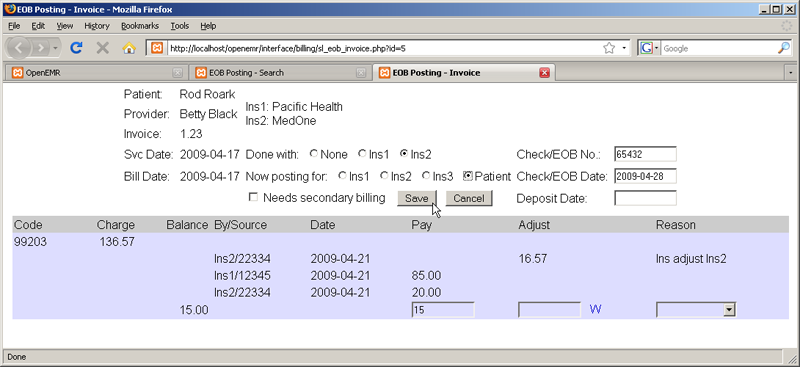 EOB Posting - Invoice - Mozilla Firefox
File Edit View History Bookmarks Tools Help
http://localhost/openemr/interface/billing/sl_eob_invoice.php?id=5 Google
OpenEMR EOB Posting - Search EOB Posting - Invoice
Patient: Rod Roark
Provider: Betty Black Ins1: Pacific Health
Ins2: MedOne
Invoice: 1.23
Svc Date: 2009-04-17 Done with: None Ins1 Ins2 Check/EOB No.: 65432
Bill Date: 2009-04-17 Now posting for: Ins1 Ins2 Ins3 Patient Check/EOB Date: 2009-04-28
Needs secondary billing Save Cancel Deposit Date:
Code Charge Balance By/Source Date Pay Adjust Reason
99203 136.57
Ins2/22334 2009-04-21 16.57 Ins adjust Ins2
Ins1/12345 2009-04-21 85.00
Ins2/22334 2009-04-21 20.00
15.00 15 W
Done